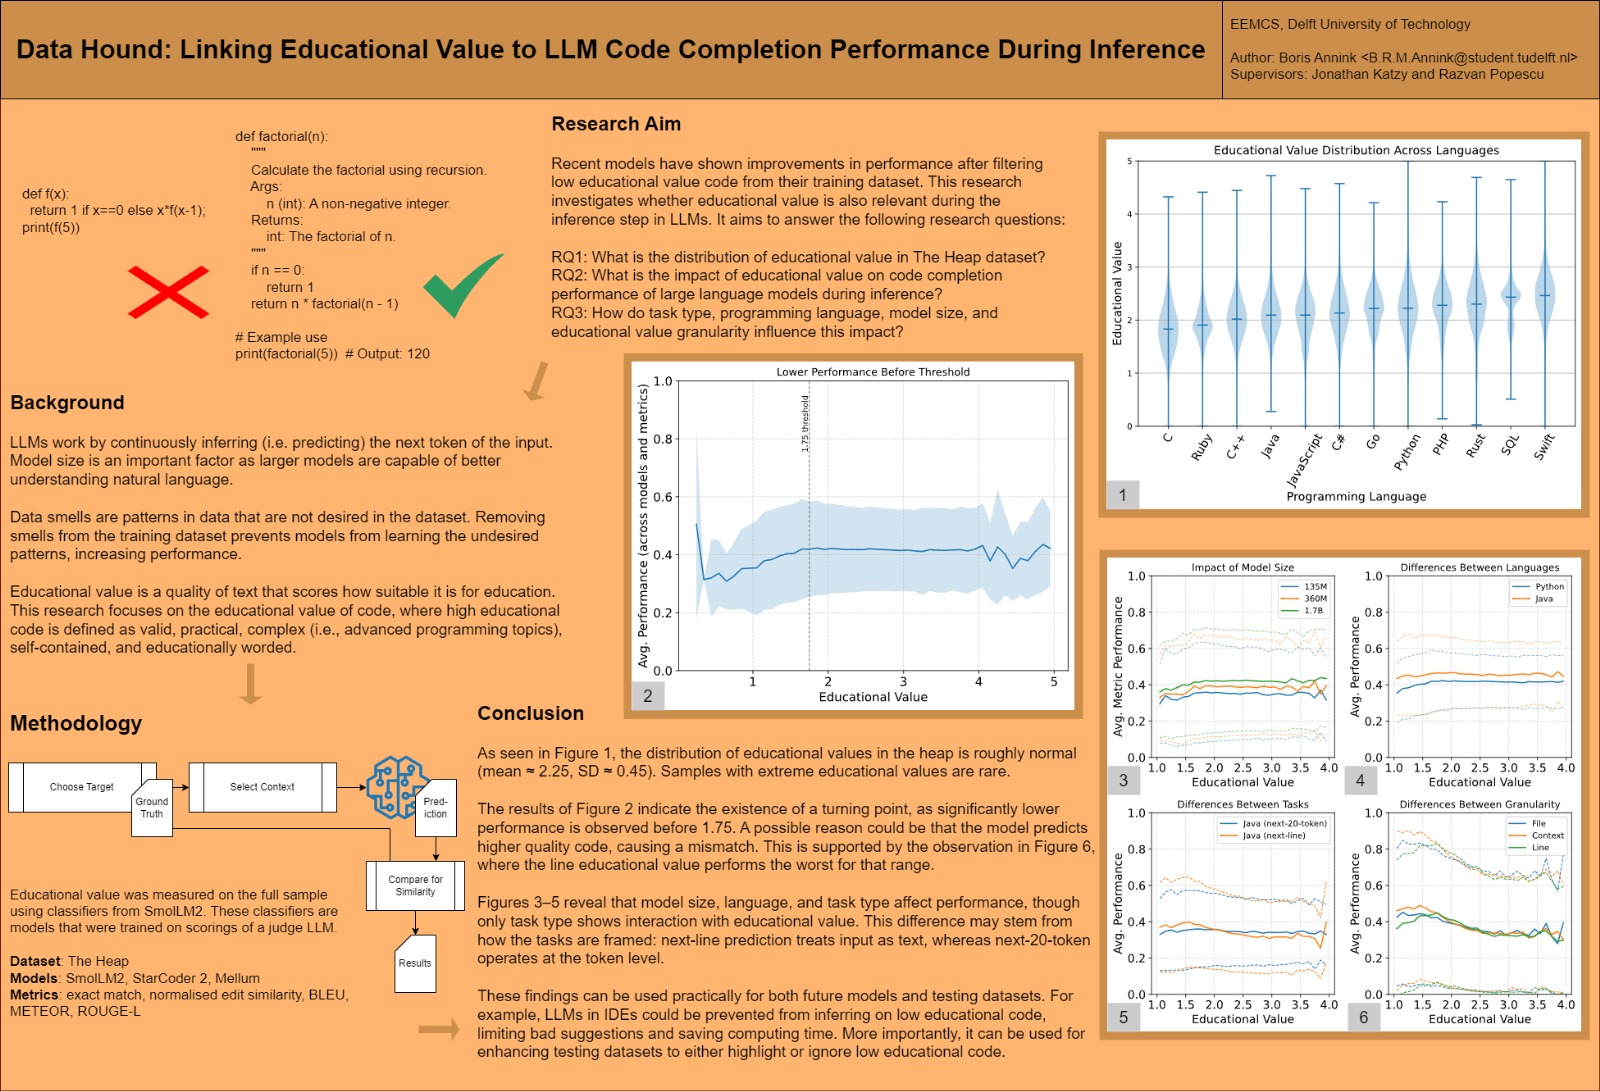 Data Hound: Linking Educational Value to LLM Code Completion Performance During Inference
EEMCS, Delft University of Technology
Author: Boris Annink <B.R.M.Annink@student.tudelft.nl>
Supervisors: Jonathan Katzy and Razvan Popescu
def f(x):
return 1 if x==0 else x*f(x-1);
print(f(5))
def factorial(n):
"""
Calculate the factorial using recursion.
Args:
n (int): A non-negative integer.
Returns:
int: The factorial of n.
"""
if n == 0:
return 1
return n * factorial(n - 1)
# Example use
print(factorial(5))  # Output: 120
Background
LLMs work by continuously inferring (i.e. predicting) the next token of the input.
Model size is an important factor as larger models are capable of better
understanding natural language.
Data smells are patterns in data that are not desired in the dataset. Removing
smells from the training dataset prevents models from learning the undesired
patterns, increasing performance.
Educational value is a quality of text that scores how suitable it is for education.
This research focuses on the educational value of code, where high educational
code is defined as valid, practical, complex (i.e., advanced programming topics),
self-contained, and educationally worded.
Methodology
Choose Target
Ground
Truth
Select Context
Pred-
iction
Compare for
Similarity
Results
Educational value was measured on the full sample
using classifiers from SmolLM2. These classifiers are
models that were trained on scorings of a judge LLM.
Dataset: The Heap
Models: SmolLM2, StarCoder 2, Mellum
Metrics: exact match, normalised edit similarity, BLEU,
METEOR, ROUGE-L
Research Aim
Recent models have shown improvements in performance after filtering
low educational value code from their training dataset. This research
investigates whether educational value is also relevant during the
inference step in LLMs. It aims to answer the following research questions:
RQ1: What is the distribution of educational value in The Heap dataset?
RQ2: What is the impact of educational value on code completion
performance of large language models during inference?
RQ3: How do task type, programming language, model size, and
educational value granularity influence this impact?
Lower Performance Before Threshold
Avg. Performance (across models and metrics)
1.0
0.8
0.6
0.4
0.2
0.0
1.75 threshold
1 2 3 4 5
Educational Value
2
Conclusion
As seen in Figure 1, the distribution of educational values in the heap is roughly normal
(mean ≈ 2.25, SD ≈ 0.45). Samples with extreme educational values are rare.
The results of Figure 2 indicate the existence of a turning point, as significantly lower
performance is observed before 1.75. A possible reason could be that the model predicts
higher quality code, causing a mismatch. This is supported by the observation in Figure 6,
where the line educational value performs the worst for that range.
Figures 3–5 reveal that model size, language, and task type affect performance, though
only task type shows interaction with educational value. This difference may stem from
how the tasks are framed: next-line prediction treats input as text, whereas next-20-token
operates at the token level.
These findings can be used practically for both future models and testing datasets. For
example, LLMs in IDEs could be prevented from inferring on low educational code,
limiting bad suggestions and saving computing time. More importantly, it can be used for
enhancing testing datasets to either highlight or ignore low educational code.
Educational Value Distribution Across Languages
Educational Value
5
4
3
2
1
0
C Ruby C++ Java JavaScript C# Go Python PHP Rust SQL Swift
Programming Language
1
Impact of Model Size
Avg. Metric Performance
135M
360M
1.7B
1.0
0.8
0.6
0.4
0.2
0.0
1.0 1.5 2.0 2.5 3.0 3.5 4.0
Educational Value
3
Differences Between Languages
Avg. Performance
Python
Java
1.0
0.8
0.6
0.4
0.2
0.0
1.0 1.5 2.0 2.5 3.0 3.5 4.0
Educational Value
4
Differences Between Tasks
Avg. Performance
Java (next-20-token)
Java (next-line)
1.0
0.8
0.6
0.4
0.2
0.0
1.0 1.5 2.0 2.5 3.0 3.5 4.0
Educational Value
5
Differences Between Granularity
Avg. Performance
File
Context
Line
1.0
0.8
0.6
0.4
0.2
0.0
1.0 1.5 2.0 2.5 3.0 3.5 4.0
Educational Value
6